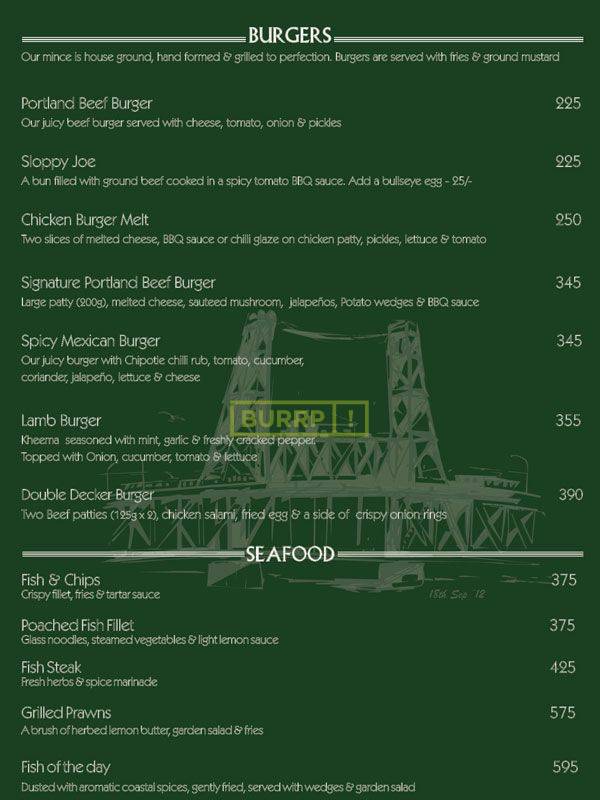 BURGERS
Our mince is house ground, hand formed & grilled to perfection. Burgers are served with fries & ground mustard
Portland Beef Burger 225
Our juicy beef burger served with cheese, tomato, onion & pickles
Sloppy Joe 225
A bun filled with ground beef cooked in a spicy tomato BBQ sauce. Add a bullseye egg - 25/-
Chicken Burger Melt 250
Two slices of melted cheese, BBQ sauce or chilli glaze on chicken patty, pickles, lettuce & tomato
Signature Portland Beef Burger 345
Large patty (200g), melted cheese, sauteed mushroom, jalapeños, Potato wedges & BBQ sauce
Spicy Mexican Burger 345
Our juicy burger with Chipotle chilli rub, tomato, cucumber,
coriander, jalapeño, lettuce & cheese
BURRP!
Lamb Burger 355
Kheema seasoned with mint, garlic & freshly cracked pepper.
Topped with Onion, cucumber, tomato & lettuce
Double Decker Burger 390
Two Beef patties (125g x 2), chicken salami, fried egg & a side of crispy onion rings
SEAFOOD
Fish & Chips 375
Crispy fillet, fries & tartar sauce
18th Sep '12
Poached Fish Fillet 375
Glass noodles, steamed vegetables & light lemon sauce
Fish Steak 425
Fresh herbs & spice marinade
Grilled Prawns 575
A brush of herbed lemon butter, garden salad & fries
Fish of the day 595
Dusted with aromatic coastal spices, gently fried, served with wedges & garden salad